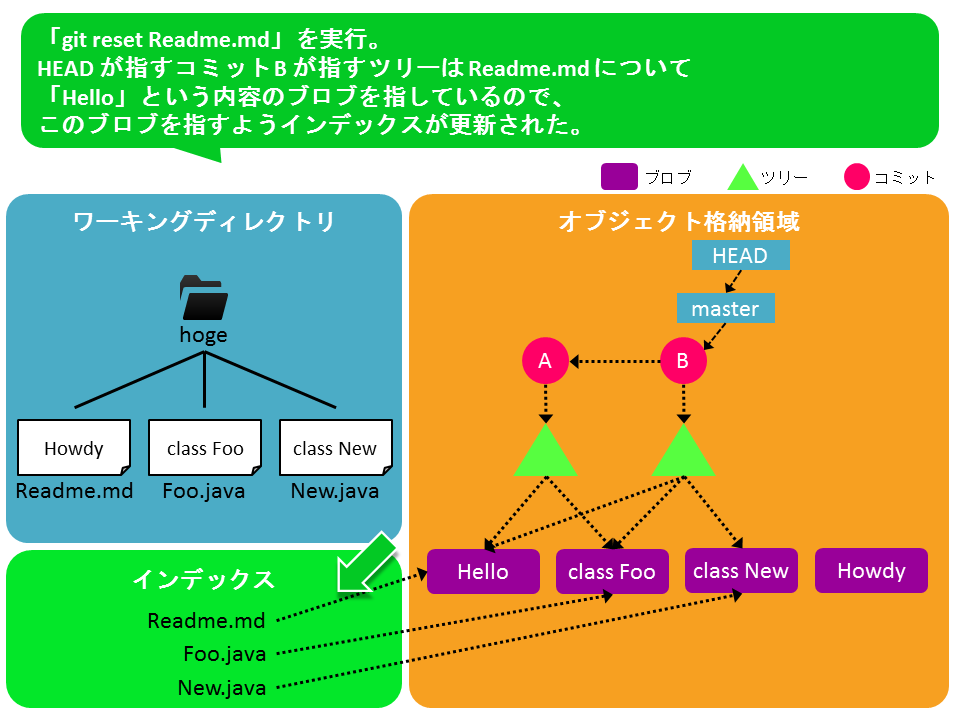 「git reset Readme.md」を実行。
HEAD が指すコミットB が指すツリーは Readme.md について
「Hello」という内容のブロブを指しているので、
このブロブを指すようインデックスが更新された。
ブロブ
ツリー
コミット
ワーキングディレクトリ
hoge
Howdy
class Foo
class New
Readme.md
Foo.java
New.java
オブジェクト格納領域
HEAD
master
A
B
Hello
class Foo
class New
Howdy
インデックス
Readme.md
Foo.java
New.java